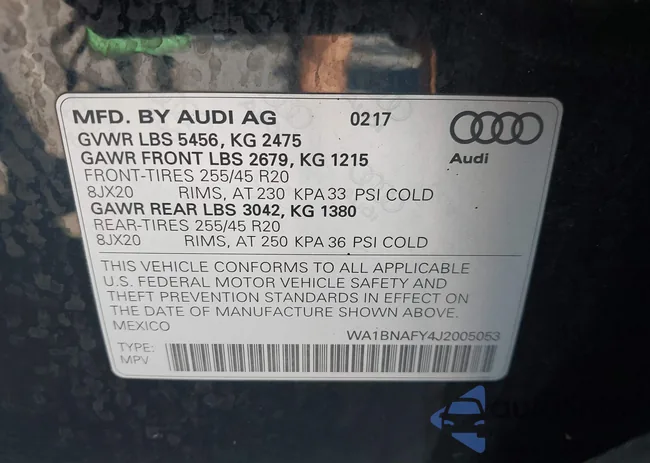 MFD. BY AUDI AG 0217
GVWR LBS 5456, KG 2475
GAWR FRONT LBS 2679, KG 1215
Audi
FRONT-TIRES 255/45 R20
8JX20 RIMS, AT 230 KPA 33 PSI COLD
GAWR REAR LBS 3042, KG 1380
REAR-TIRES 255/45 R20
8JX20 RIMS, AT 250 KPA 36 PSI COLD
THIS VEHICLE CONFORMS TO ALL APPLICABLE
U.S. FEDERAL MOTOR VEHICLE SAFETY AND
THEFT PREVENTION STANDARDS IN EFFECT ON
THE DATE OF MANUFACTURE SHOWN ABOVE.
MEXICO
WA1BNAFY4J2005053
TYPE:
MPV